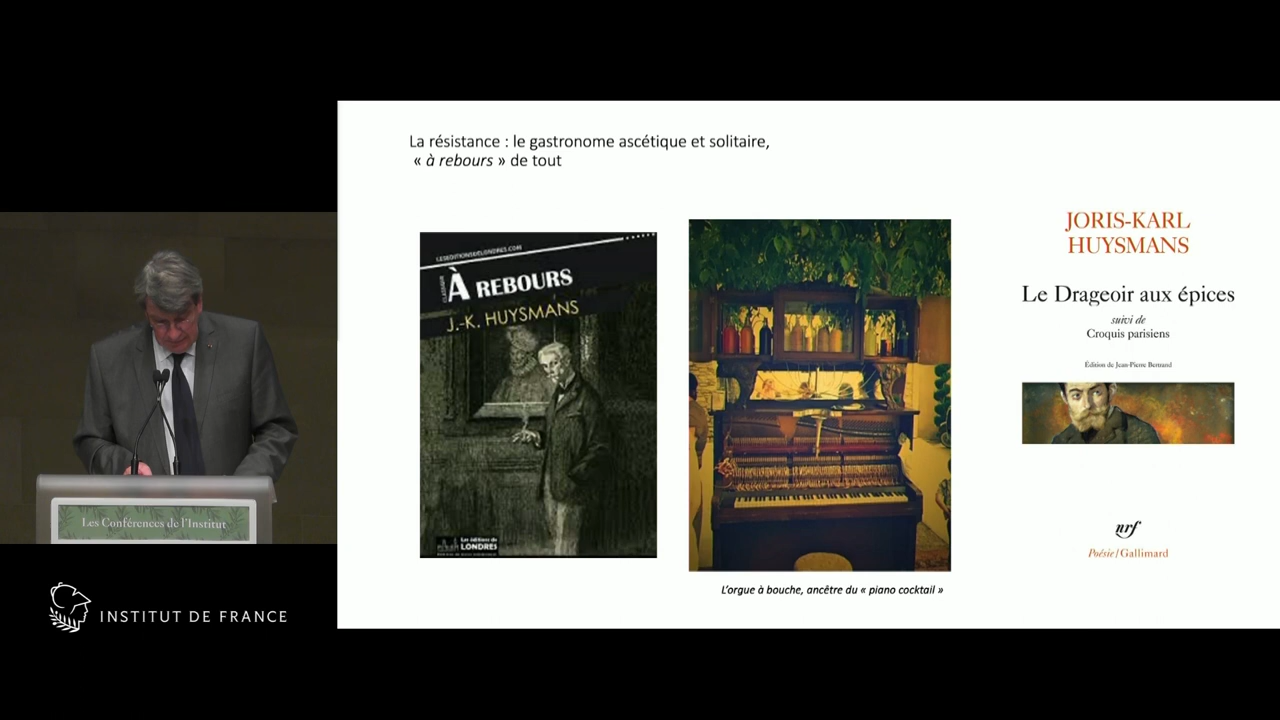 La résistance : le gastronome ascétique et solitaire,
« à rebours » de tout
LESEDITIONSDELONDRES.COM
CLASSIQUE
À REBOURS
J.-K. HUYSMANS
Les éditions de
LONDRES
L'orgue à bouche, ancêtre du « piano cocktail »
JORIS-KARL
HUYSMANS
Le Drageoir aux épices
suivi de
Croquis parisiens
Édition de Jean-Pierre Bertrand
nrf
Poésie/Gallimard
Les Conférences de l'Institut
INSTITUT DE FRANCE